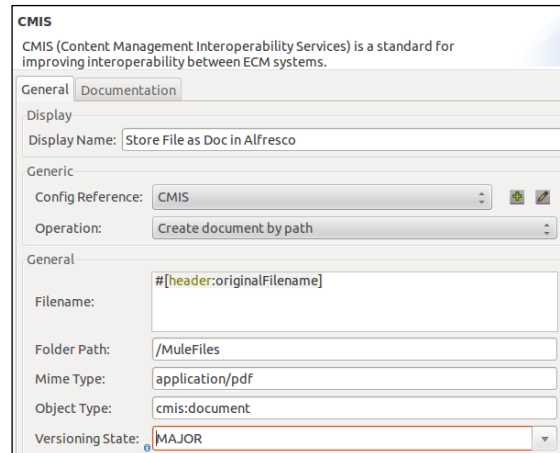 CMIS
CMIS (Content Management Interoperability Services) is a standard for
improving interoperability between ECM systems.
General Documentation
Display
Display Name: Store File as Doc in Alfresco
Generic
Config Reference: CMIS
Operation: Create document by path
General
#[header:originalFilename]
Filename:
Folder Path: /MuleFiles
Mime Type: application/pdf
Object Type: cmis:document
Versioning State: MAJOR